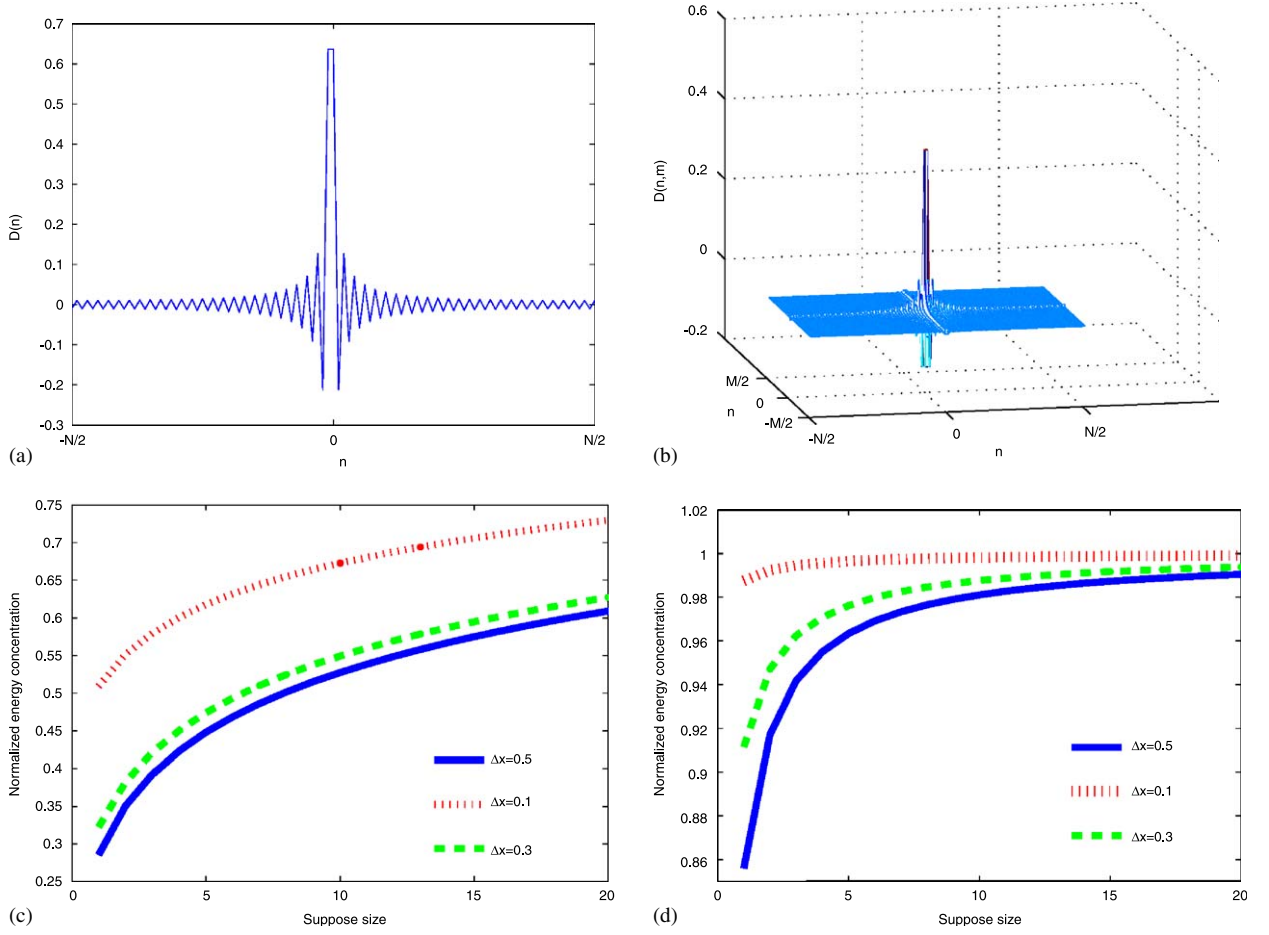 0.7
0.6
0.5
0.4
0.3
0.2
0.1
0
-0.1
-0.2
-0.3
D(n)
-N/2
0
N/2
n
(a)
0.6
0.4
0.2
0
-0.2
D(n,m)
M/2
0
-M/2
n
-N/2
0
N/2
n
(b)
0.75
0.7
0.65
0.6
0.55
0.5
0.45
0.4
0.35
0.3
0.25
Normalized energy concentration
Δx=0.5
Δx=0.1
Δx=0.3
0
5
10
15
20
Suppose size
(c)
1.02
1
0.98
0.96
0.94
0.92
0.9
0.88
0.86
Normalized energy concentration
Δx=0.5
Δx=0.1
Δx=0.3
0
5
10
15
20
Suppose size
(d)